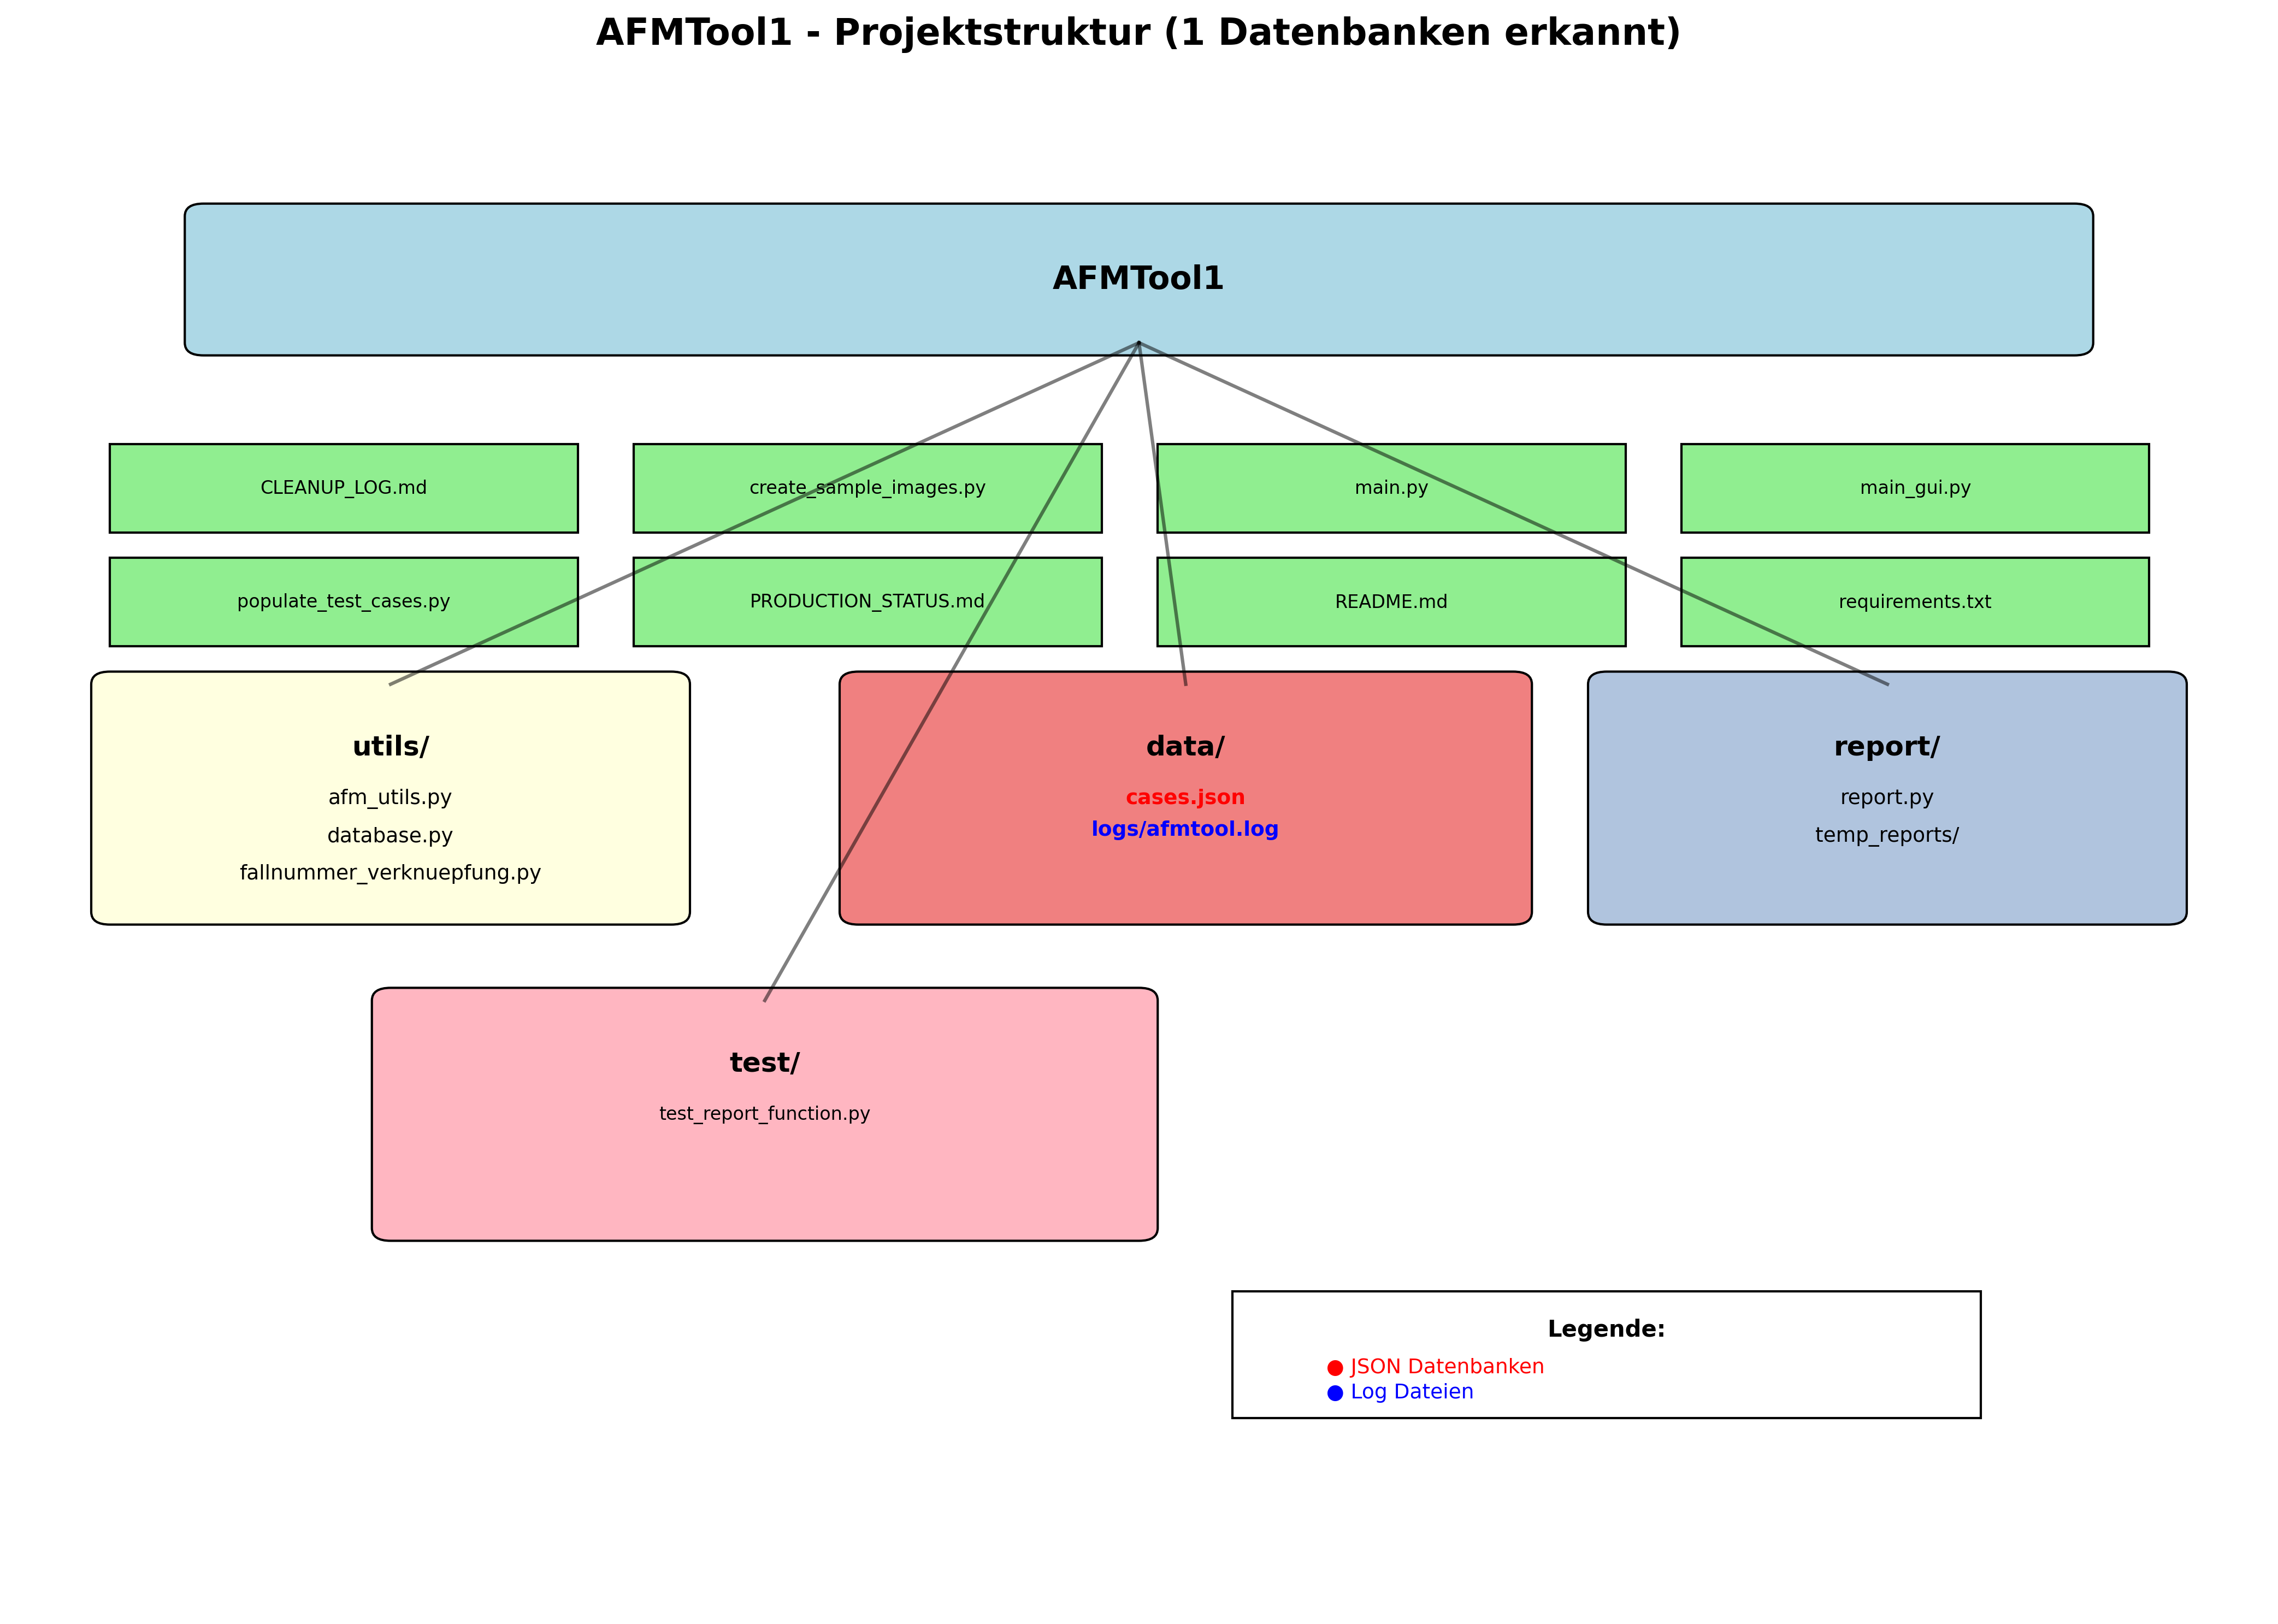 AFMTool1 - Projektstruktur (1 Datenbanken erkannt)
AFMTool1
CLEANUP_LOG.md
create_sample_images.py
main.py
main_gui.py
populate_test_cases.py
PRODUCTION_STATUS.md
README.md
requirements.txt
utils/
afm_utils.py
database.py
fallnummer_verknuepfung.py
data/
cases.json
logs/afmtool.log
report/
report.py
temp_reports/
test/
test_report_function.py
Legende:
● JSON Datenbanken
● Log Dateien